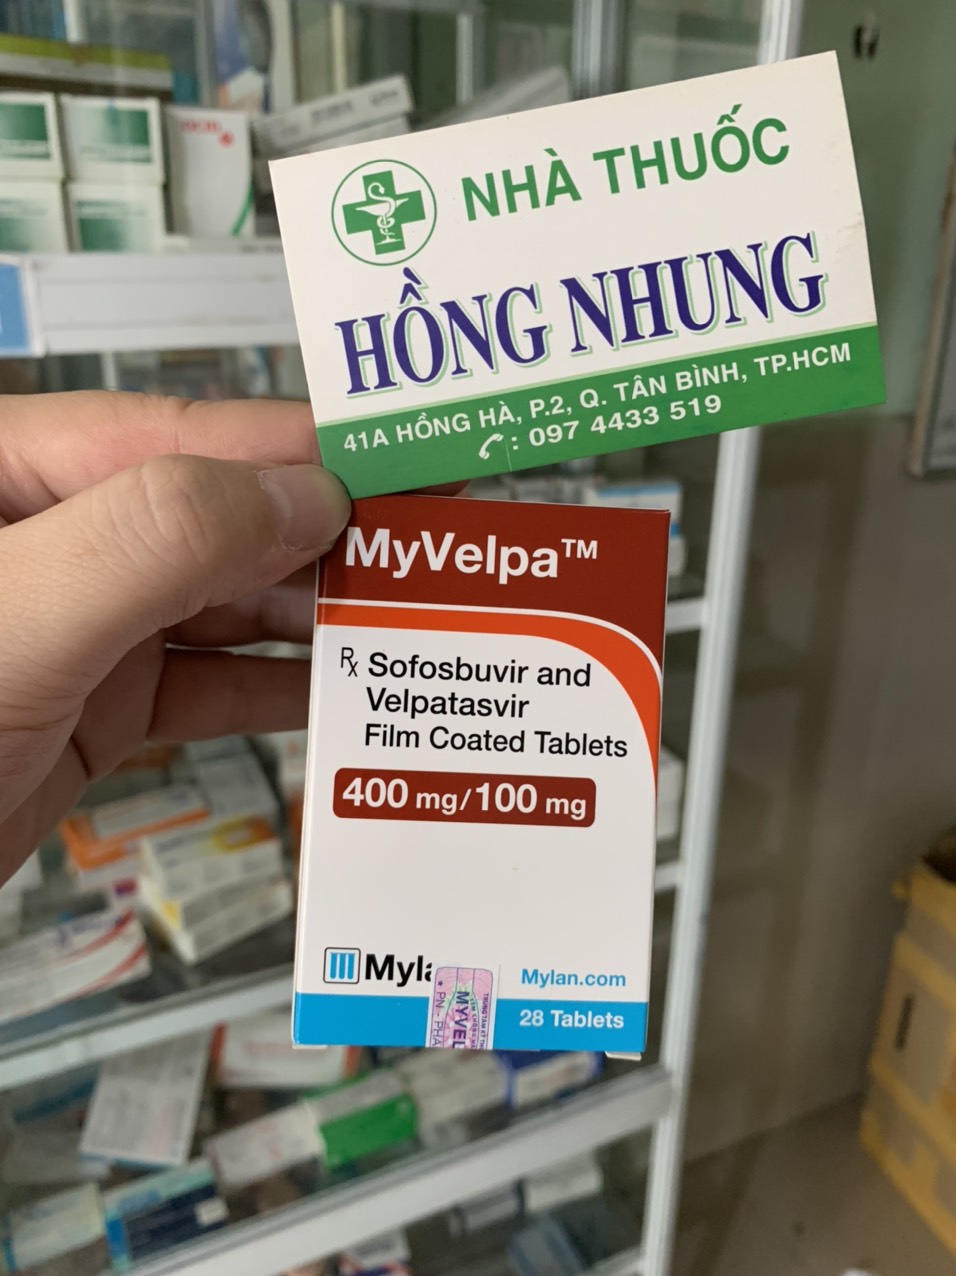 NHÀ THUỐC
HỒNG NHUNG
41A HỒNG HÀ, P.2, Q. TÂN BÌNH, TP.HCM
: 097 4433 519
MyVelpa™
Rx Sofosbuvir and
Velpatasvir
Film Coated Tablets
400 mg/100 mg
Mylan.com
28 Tablets